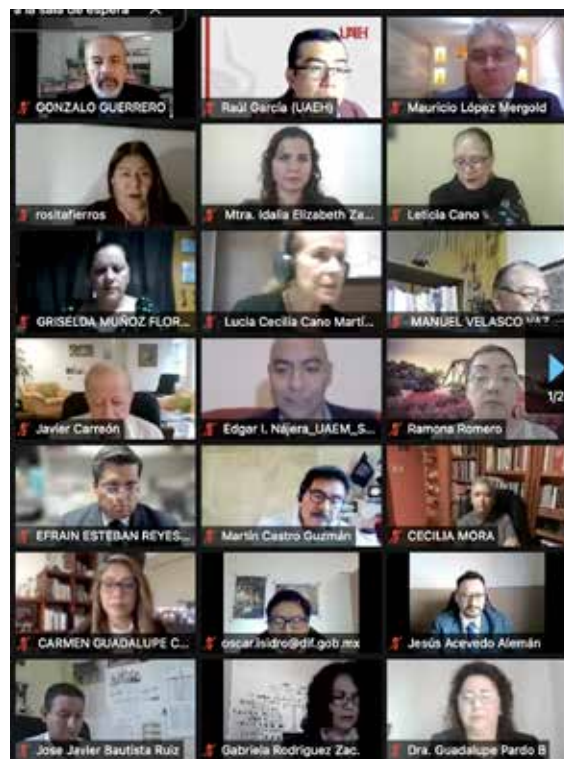 a la sala de espera ×
GONZALO GUERRERO
UAEH
Raúl García (UAEH)
Mauricio López Mergold
rositafierros
Mtra. Idalia Elizabeth Za...
Leticia Cano
GRISELDA MUÑOZ FLOR...
Lucia Cecilia Cano Martí...
MANUEL VELASCO VAZ
Javier Carreón
Edgar I. Nájera_UAEM_S...
Ramona Romero
1/2
EFRAIN ESTEBAN REYES...
Martín Castro Guzmán
CECILIA MORA
CARMEN GUADALUPE C...
oscar.isidro@dif.gob.mx
Jesús Acevedo Alemán
Jose Javier Bautista Ruiz
Gabriela Rodríguez Zac.
Dra. Guadalupe Pardo B